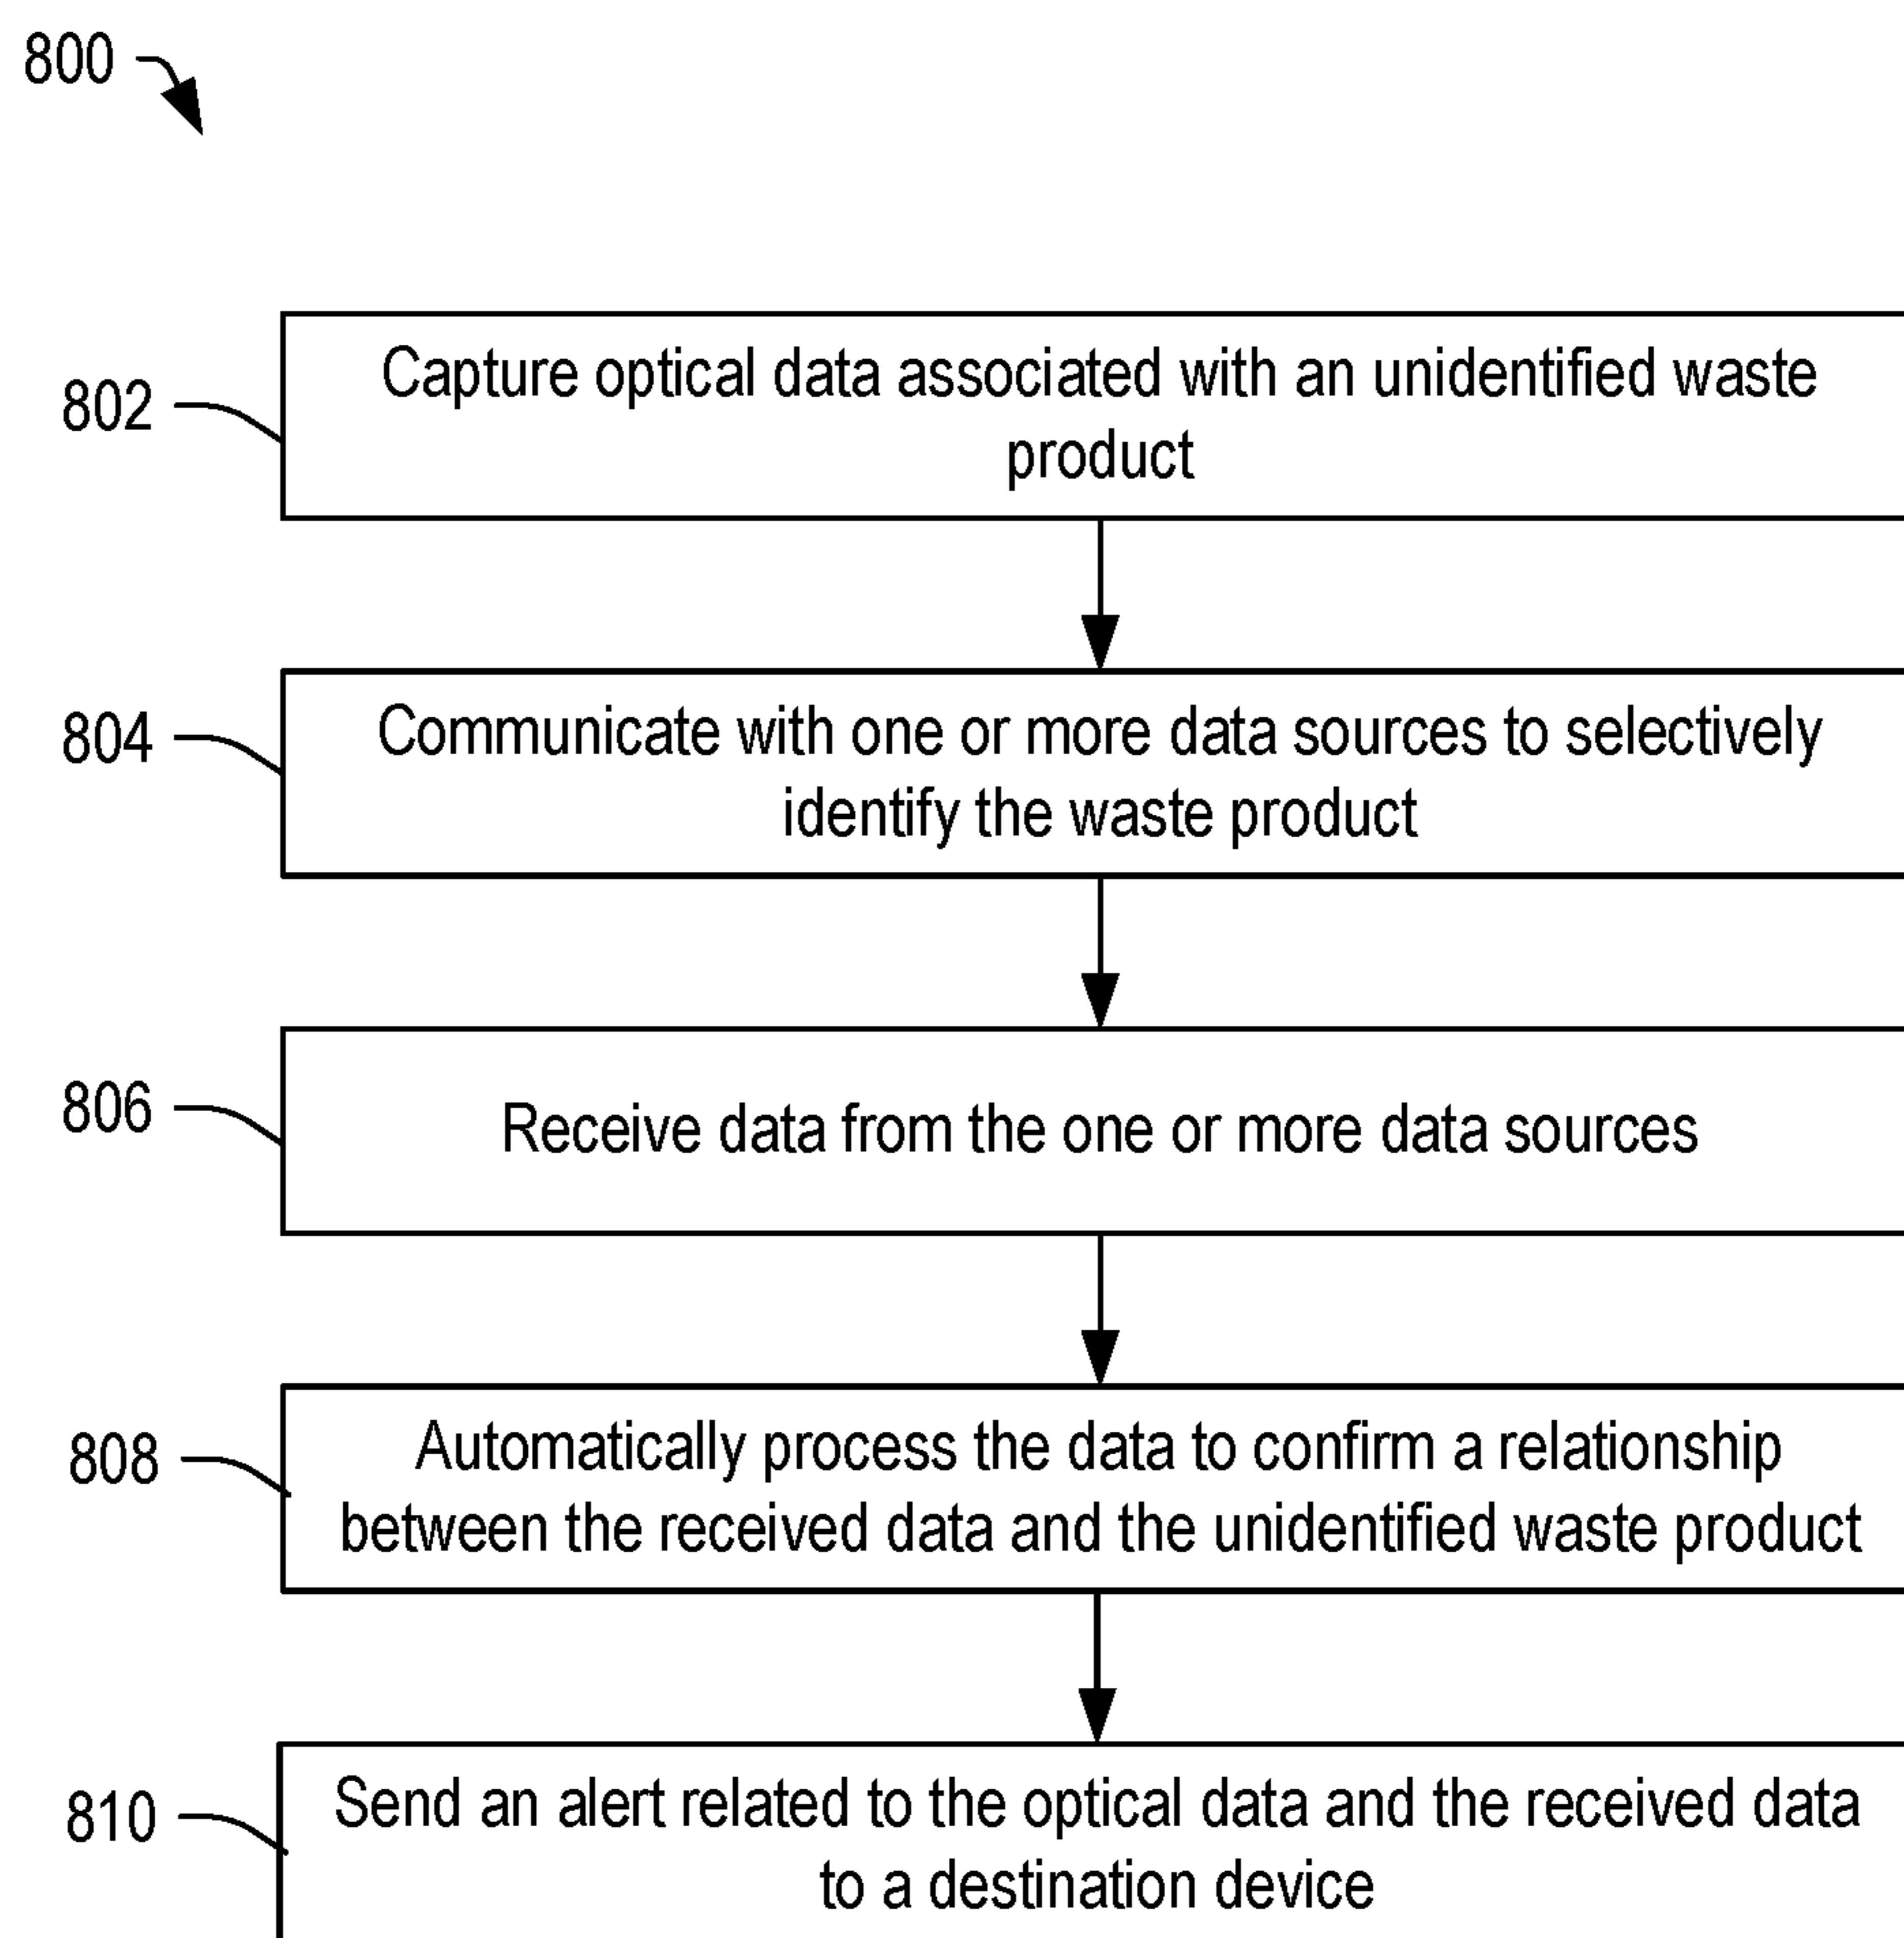 800
802
Capture optical data associated with an unidentified waste
product
804
Communicate with one or more data sources to selectively
identify the waste product
806
Receive data from the one or more data sources
808
Automatically process the data to confirm a relationship
between the received data and the unidentified waste product
810
Send an alert related to the optical data and the received data
to a destination device